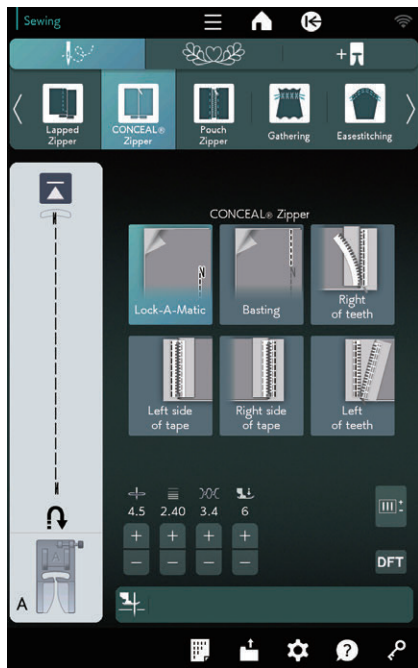 Sewing
Lapped
Zipper
CONCEAL®
Zipper
Pouch
Zipper
Gathering
Easestitching
CONCEAL® Zipper
Lock-A-Matic
Basting
Right
of teeth
Left side
of tape
Right side
of tape
Left
of teeth
4.5 2.40 3.4 6
+ + + +
− − − −
DFT
A